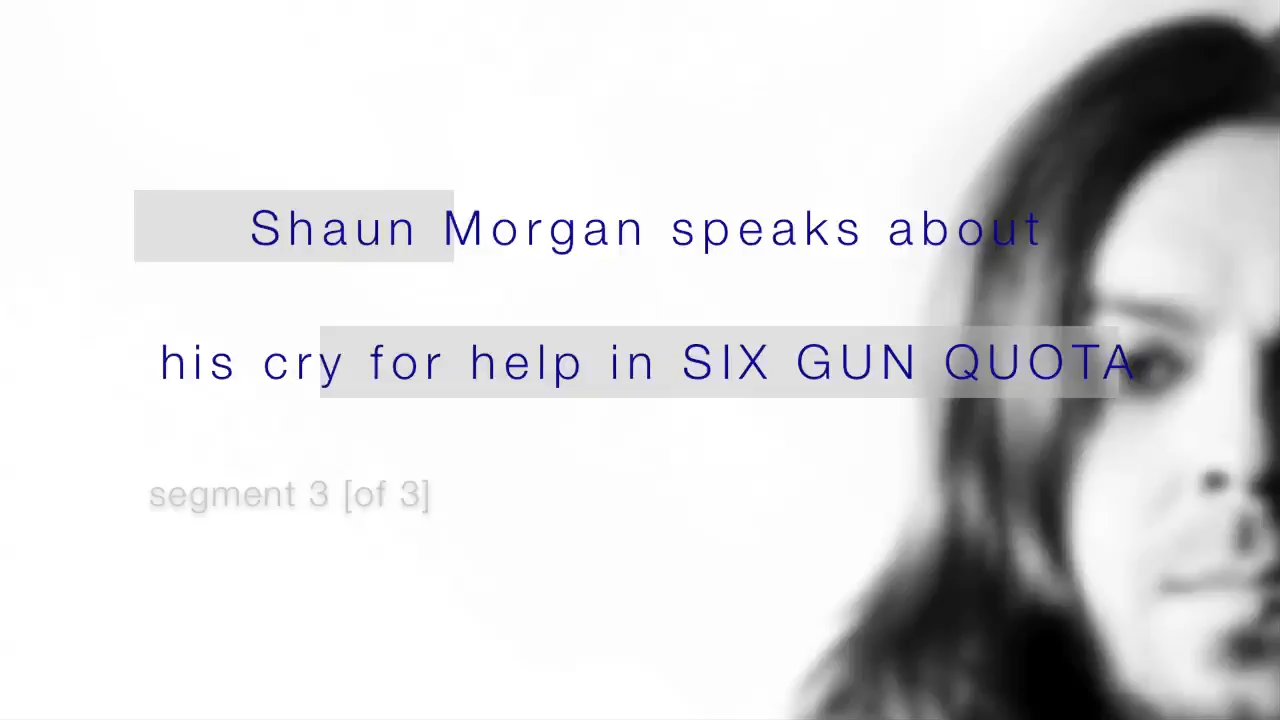 Shaun Morgan speaks about
his cry for help in SIX GUN QUOTA
segment 3 [of 3]